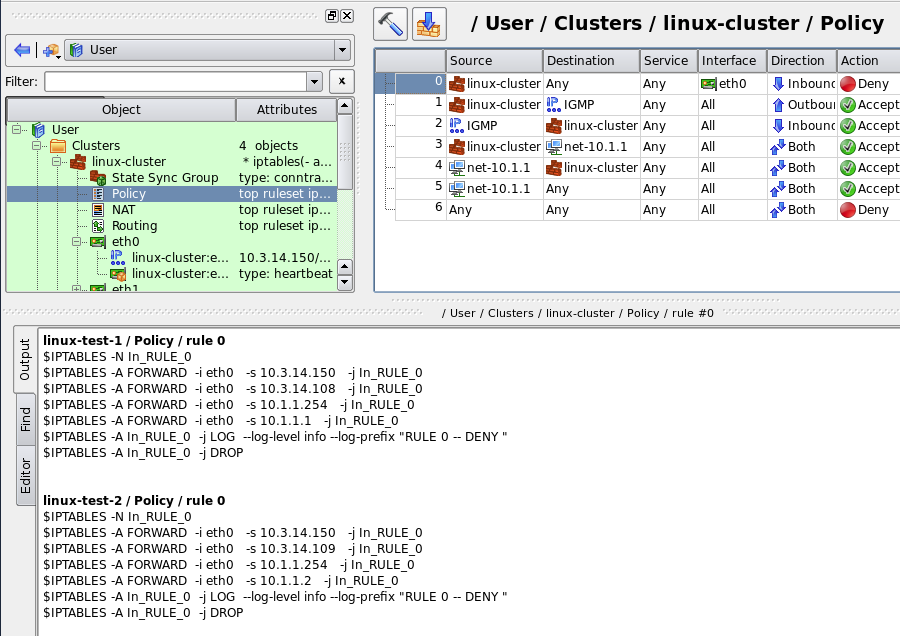 / User / Clusters / linux-cluster / Policy
User
Filter:
x
Object Attributes
User
Clusters 4 objects
linux-cluster * iptables(- a...
State Sync Group type: conntra...
Policy top ruleset ip...
NAT top ruleset ip...
Routing top ruleset ip...
eth0
linux-cluster:e... 10.3.14.150/...
linux-cluster:e... type: heartbeat
eth1
Source Destination Service Interface Direction Action
0 linux-cluster Any Any eth0 Inbound Deny
1 linux-cluster IGMP Any All Outbou Accept
2 IGMP linux-cluster Any All Inbound Accept
3 linux-cluster net-10.1.1 Any All Both Accept
4 net-10.1.1 linux-cluster Any All Both Accept
5 net-10.1.1 Any Any All Both Accept
6 Any Any Any All Both Deny
/ User / Clusters / linux-cluster / Policy / rule #0
Output
Find
Editor
linux-test-1 / Policy / rule 0
$IPTABLES -N In_RULE_0
$IPTABLES -A FORWARD -i eth0 -s 10.3.14.150 -j In_RULE_0
$IPTABLES -A FORWARD -i eth0 -s 10.3.14.108 -j In_RULE_0
$IPTABLES -A FORWARD -i eth0 -s 10.1.1.254 -j In_RULE_0
$IPTABLES -A FORWARD -i eth0 -s 10.1.1.1 -j In_RULE_0
$IPTABLES -A In_RULE_0 -j LOG --log-level info --log-prefix "RULE 0 -- DENY "
$IPTABLES -A In_RULE_0 -j DROP
linux-test-2 / Policy / rule 0
$IPTABLES -N In_RULE_0
$IPTABLES -A FORWARD -i eth0 -s 10.3.14.150 -j In_RULE_0
$IPTABLES -A FORWARD -i eth0 -s 10.3.14.109 -j In_RULE_0
$IPTABLES -A FORWARD -i eth0 -s 10.1.1.254 -j In_RULE_0
$IPTABLES -A FORWARD -i eth0 -s 10.1.1.2 -j In_RULE_0
$IPTABLES -A In_RULE_0 -j LOG --log-level info --log-prefix "RULE 0 -- DENY "
$IPTABLES -A In_RULE_0 -j DROP